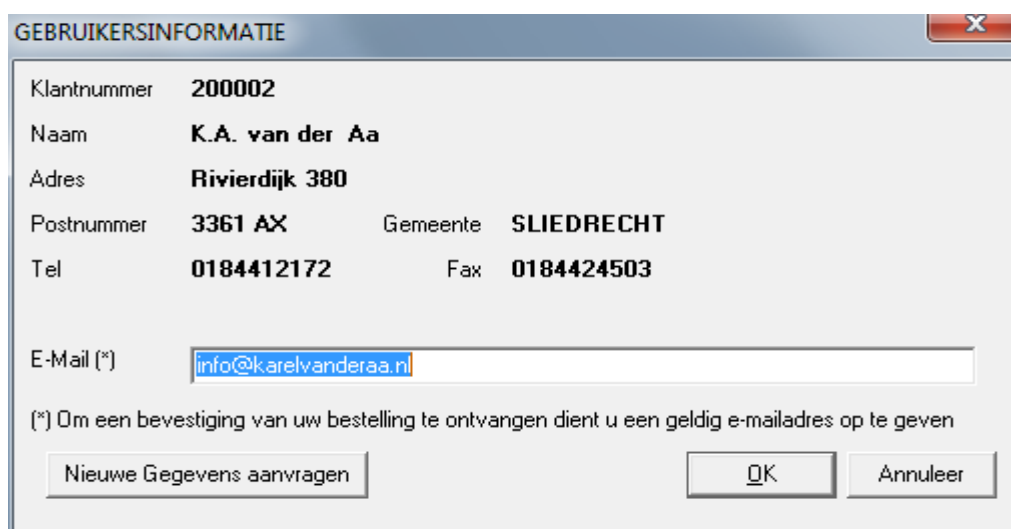 GEBRUIKERSINFORMATIE
Klantnummer 200002
Naam K.A. van der Aa
Adres Rivierdijk 380
Postnummer 3361 AX Gemeente SLIEDRECHT
Tel 0184412172 Fax 0184424503
E-Mail (*) info@karelvanderaa.nl
(*) Om een bevestiging van uw bestelling te ontvangen dient u een geldig e-mailadres op te geven
Nieuwe Gegevens aanvragen OK Annuleer